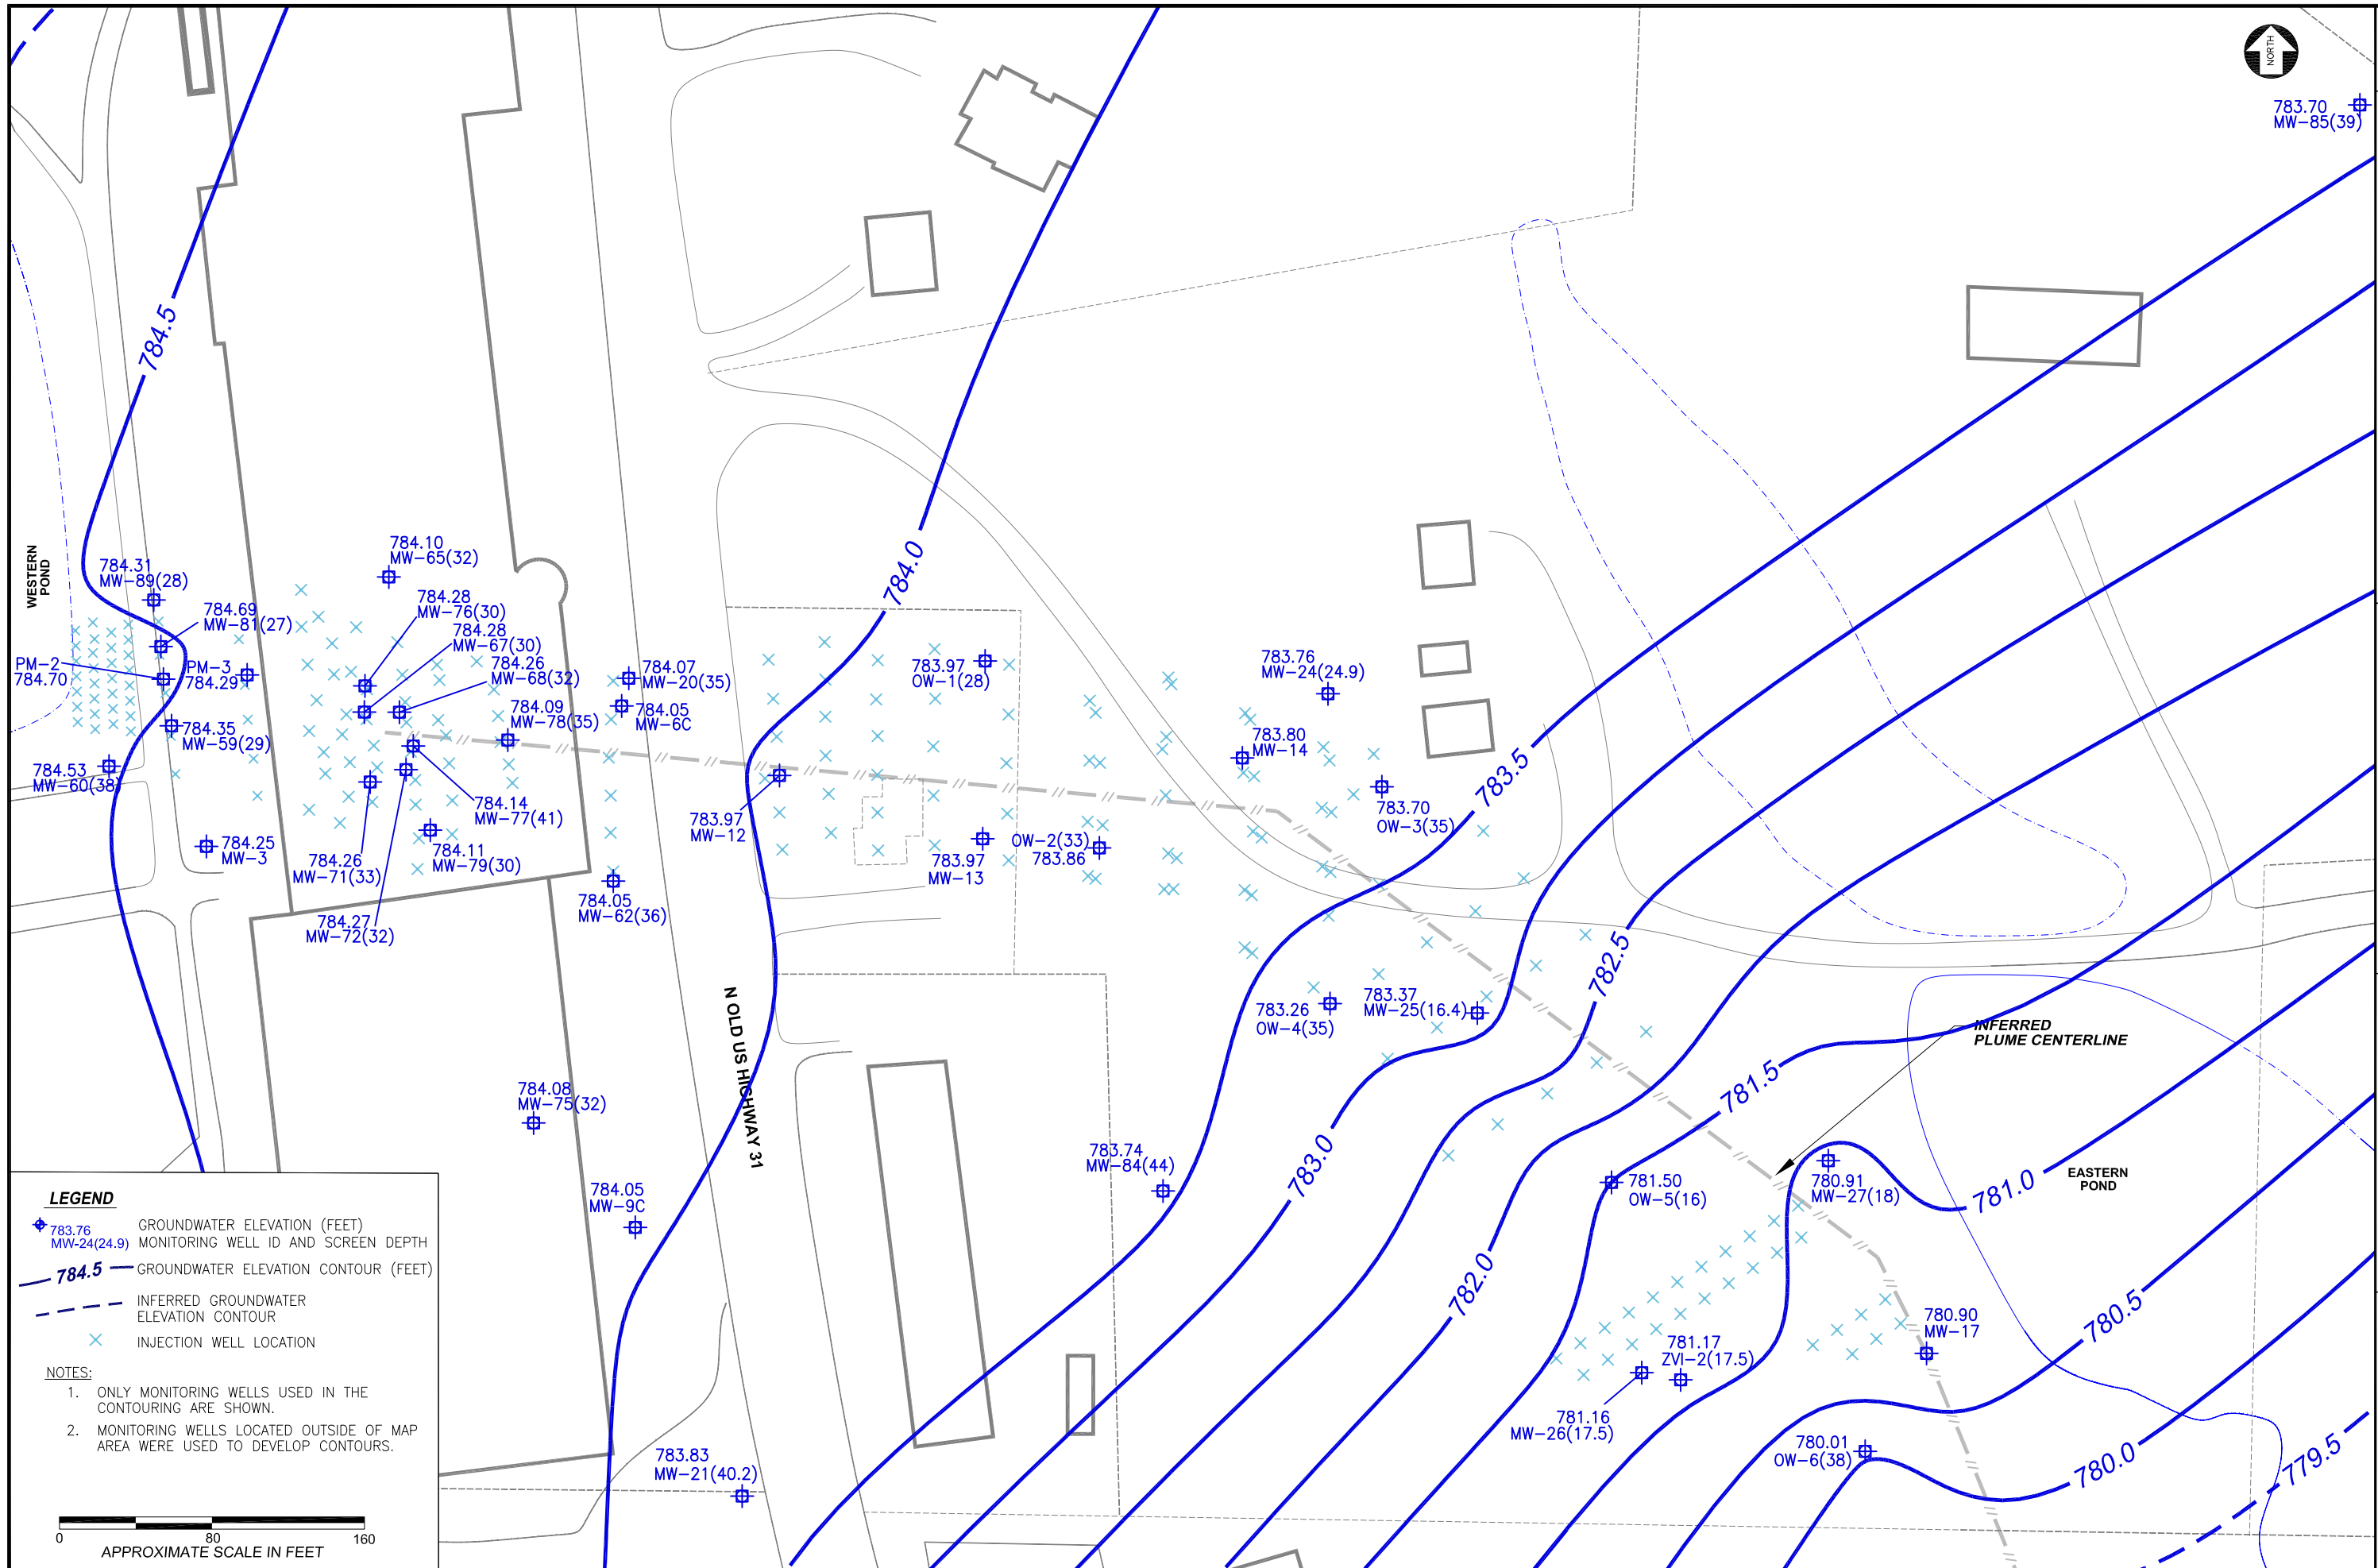 NORTH
783.70
MW-85(39)
784.5
784.0
WESTERN
POND
784.10
MW-65(32)
784.31
MW-89(28)
784.28
MW-76(30)
784.69
MW-81(27)
784.28
MW-67(30)
PM-2
784.70
PM-3
784.29
784.26
MW-68(32)
784.07
MW-20(35)
783.97
OW-1(28)
783.76
MW-24(24.9)
784.09
MW-78(35)
784.05
MW-6C
784.35
MW-59(29)
783.80
MW-14
783.5
784.53
MW-60(38)
784.14
MW-77(41)
783.97
MW-12
783.70
OW-3(35)
784.25
MW-3
784.26
MW-71(33)
784.11
MW-79(30)
OW-2(33)
783.86
783.97
MW-13
784.27
MW-72(32)
784.05
MW-62(36)
782.5
783.26
OW-4(35)
783.37
MW-25(16.4)
N OLD US HIGHWAY 31
INFERRED
PLUME CENTERLINE
784.08
MW-75(32)
781.5
783.0
783.74
MW-84(44)
781.50
OW-5(16)
780.91
MW-27(18)
781.0
EASTERN
POND
784.05
MW-9C
782.0
780.5
780.90
MW-17
781.17
ZVI-2(17.5)
781.16
MW-26(17.5)
780.01
OW-6(38)
780.0
779.5
783.83
MW-21(40.2)
LEGEND
783.76
MW-24(24.9)
GROUNDWATER ELEVATION (FEET)
MONITORING WELL ID AND SCREEN DEPTH
784.5
GROUNDWATER ELEVATION CONTOUR (FEET)
INFERRED GROUNDWATER
ELEVATION CONTOUR
INJECTION WELL LOCATION
NOTES:
1. ONLY MONITORING WELLS USED IN THE
CONTOURING ARE SHOWN.
2. MONITORING WELLS LOCATED OUTSIDE OF MAP
AREA WERE USED TO DEVELOP CONTOURS.
0 80 160
APPROXIMATE SCALE IN FEET